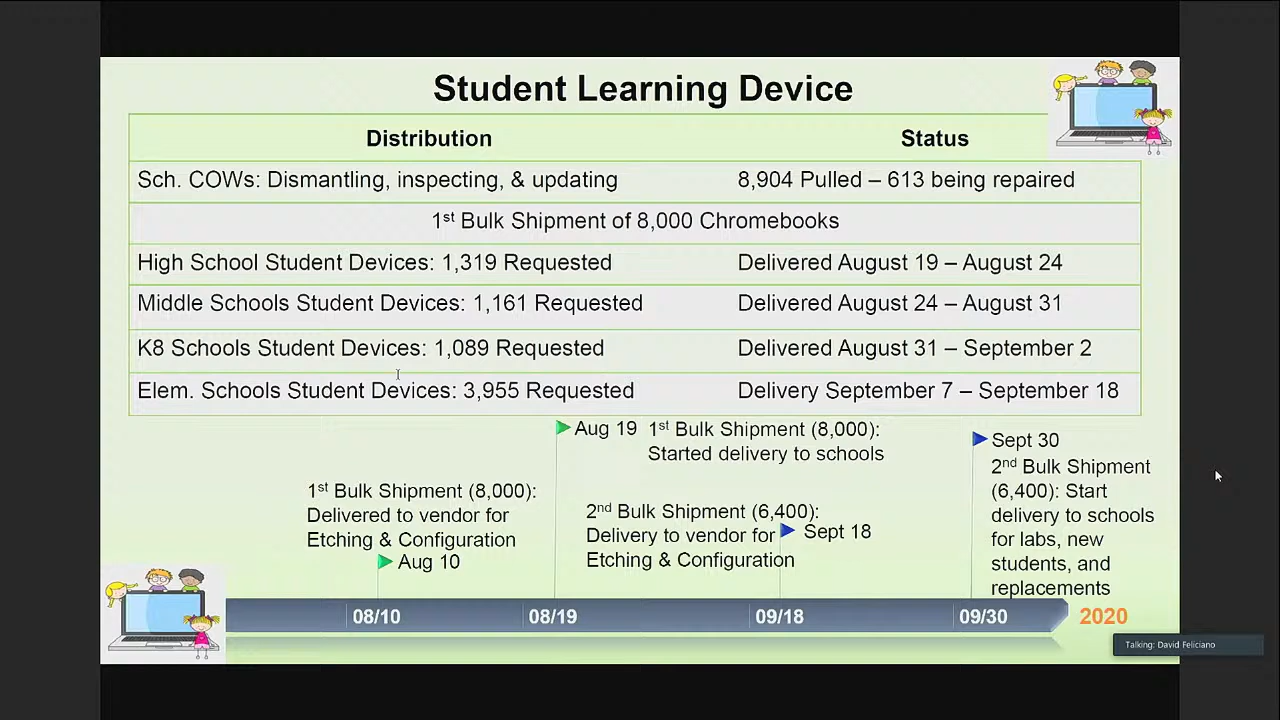 Student Learning Device
Distribution Status
Sch. COWs: Dismantling, inspecting, & updating 8,904 Pulled – 613 being repaired
1st Bulk Shipment of 8,000 Chromebooks
High School Student Devices: 1,319 Requested Delivered August 19 – August 24
Middle Schools Student Devices: 1,161 Requested Delivered August 24 – August 31
K8 Schools Student Devices: 1,089 Requested Delivered August 31 – September 2
Elem. Schools Student Devices: 3,955 Requested Delivery September 7 – September 18
1st Bulk Shipment (8,000):
Delivered to vendor for
Etching & Configuration
Aug 10
Aug 19 1st Bulk Shipment (8,000):
Started delivery to schools
2nd Bulk Shipment (6,400):
Delivery to vendor for
Etching & Configuration
Sept 18
Sept 30
2nd Bulk Shipment
(6,400): Start
delivery to schools
for labs, new
students, and
replacements
08/10 08/19 09/18 09/30 2020
Talking: David Feliciano